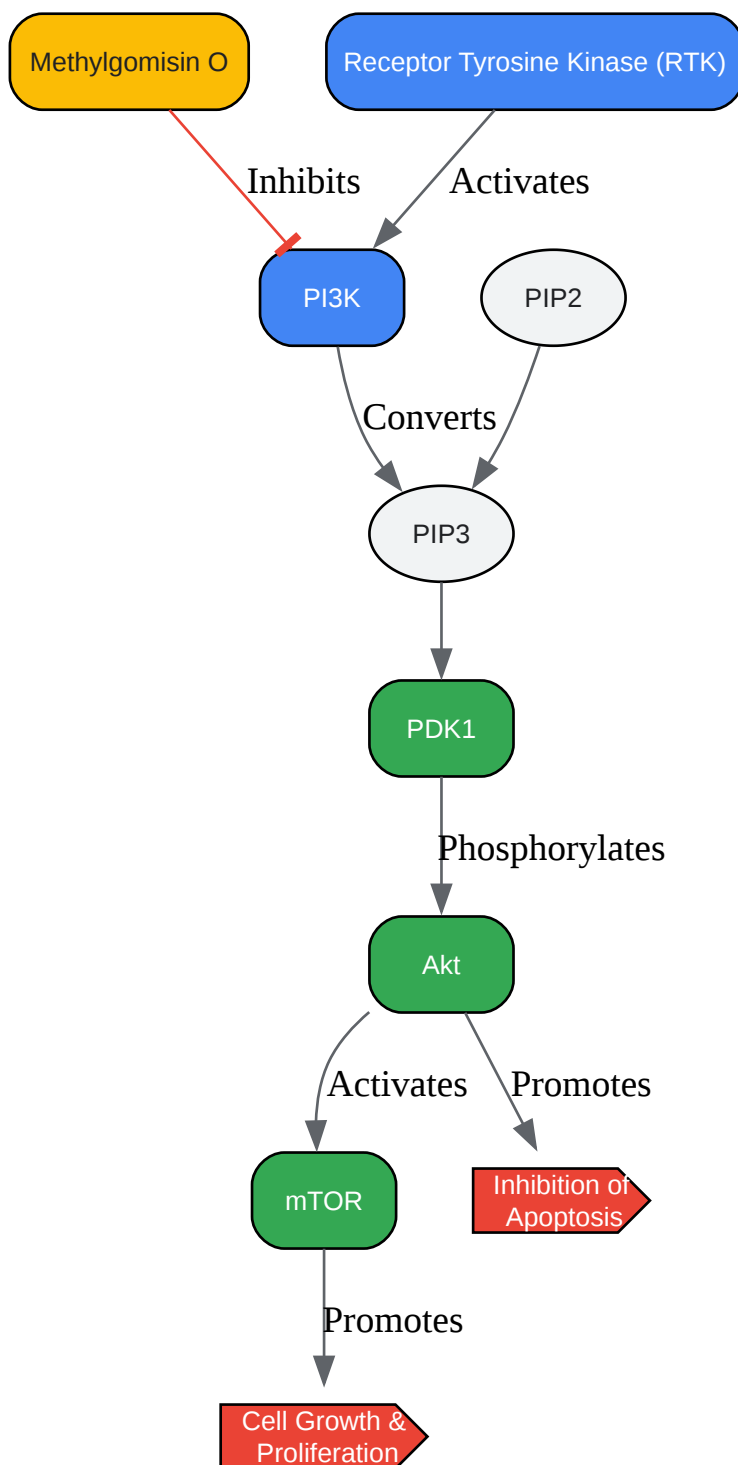 Methylgomisin O
Receptor Tyrosine Kinase (RTK)
Inhibits
Activates
PI3K
PIP2
Converts
PIP3
PDK1
Phosphorylates
Akt
Activates
Promotes
mTOR
Inhibition of
Apoptosis
Promotes
Cell Growth &
Proliferation